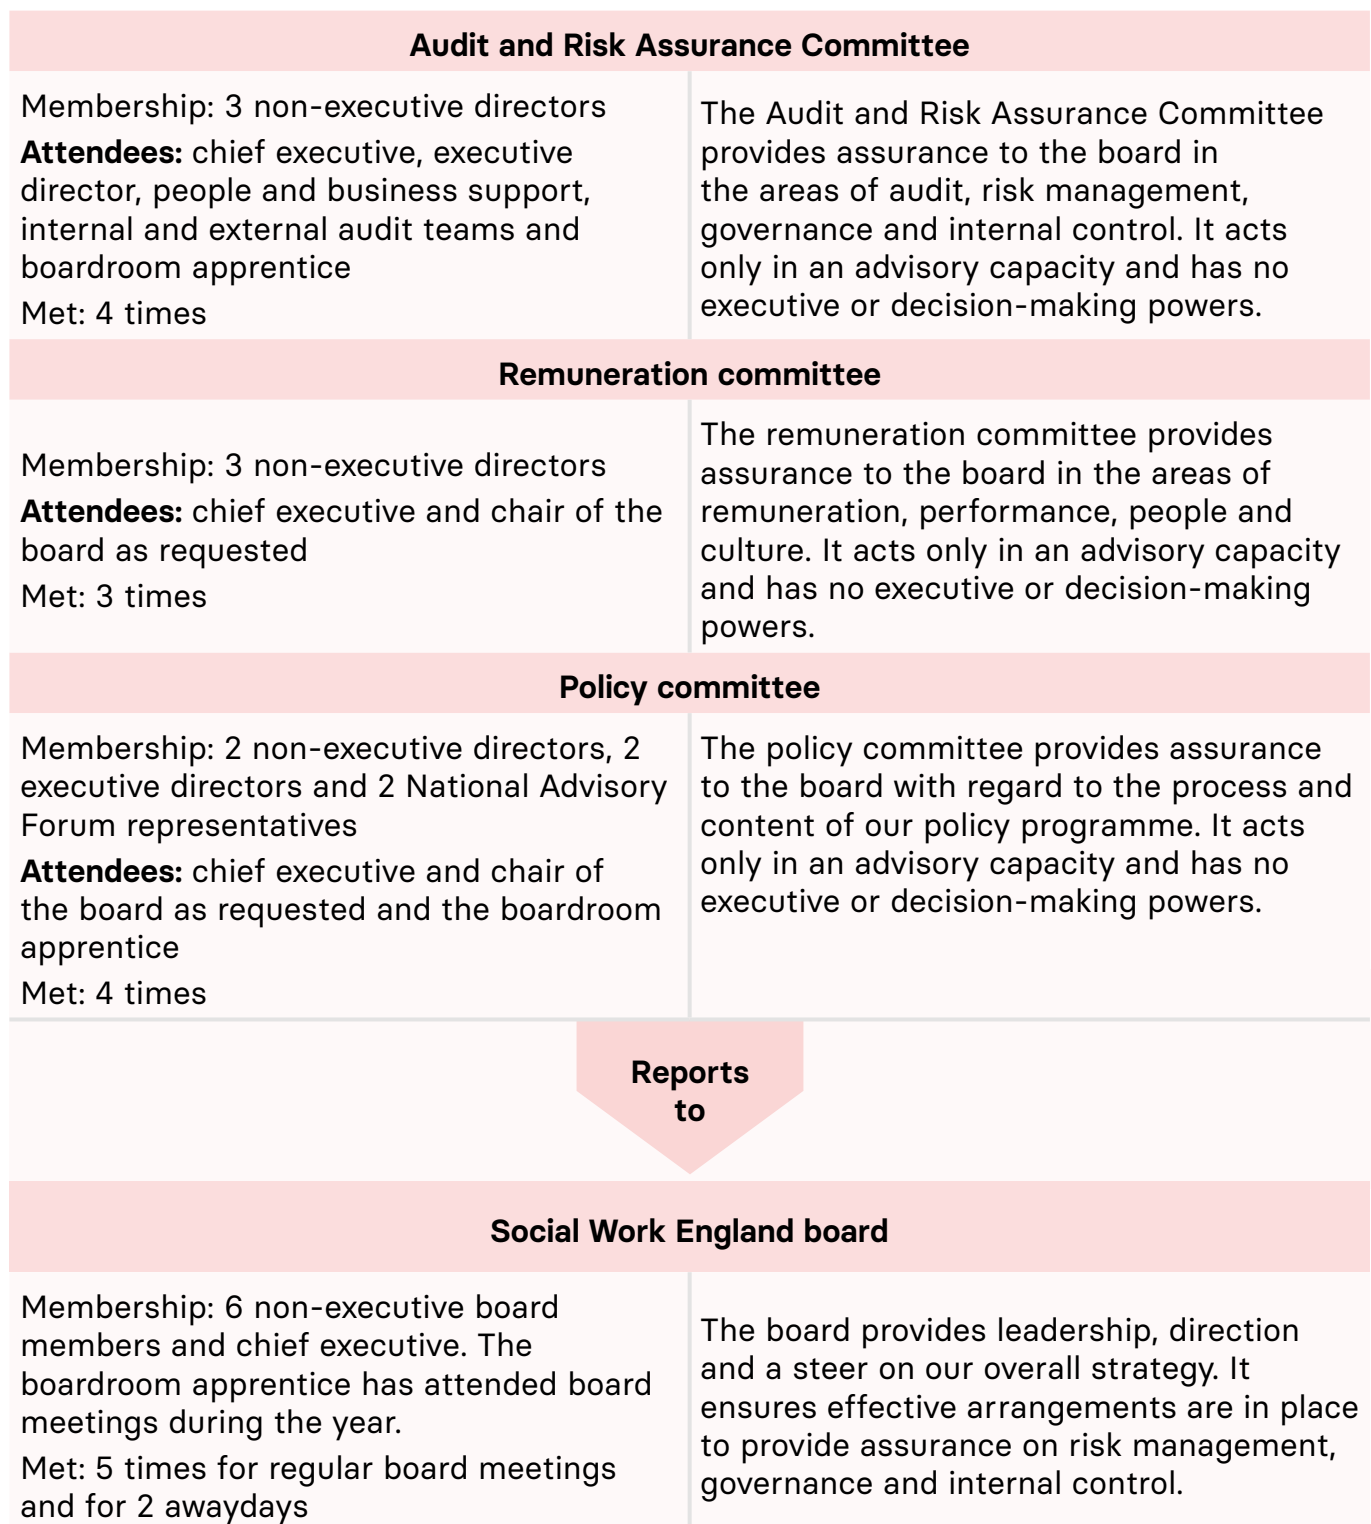 Audit and Risk Assurance Committee
Membership: 3 non-executive directors
Attendees: chief executive, executive
director, people and business support,
internal and external audit teams and
boardroom apprentice
Met: 4 times
The Audit and Risk Assurance Committee
provides assurance to the board in
the areas of audit, risk management,
governance and internal control. It acts
only in an advisory capacity and has no
executive or decision-making powers.
Remuneration committee
Membership: 3 non-executive directors
Attendees: chief executive and chair of the
board as requested
Met: 3 times
The remuneration committee provides
assurance to the board in the areas of
remuneration, performance, people and
culture. It acts only in an advisory capacity
and has no executive or decision-making
powers.
Policy committee
Membership: 2 non-executive directors, 2
executive directors and 2 National Advisory
Forum representatives
Attendees: chief executive and chair of
the board as requested and the boardroom
apprentice
Met: 4 times
The policy committee provides assurance
to the board with regard to the process and
content of our policy programme. It acts
only in an advisory capacity and has no
executive or decision-making powers.
Reports
to
Social Work England board
Membership: 6 non-executive board
members and chief executive. The
boardroom apprentice has attended board
meetings during the year.
Met: 5 times for regular board meetings
and for 2 awaydays
The board provides leadership, direction
and a steer on our overall strategy. It
ensures effective arrangements are in place
to provide assurance on risk management,
governance and internal control.